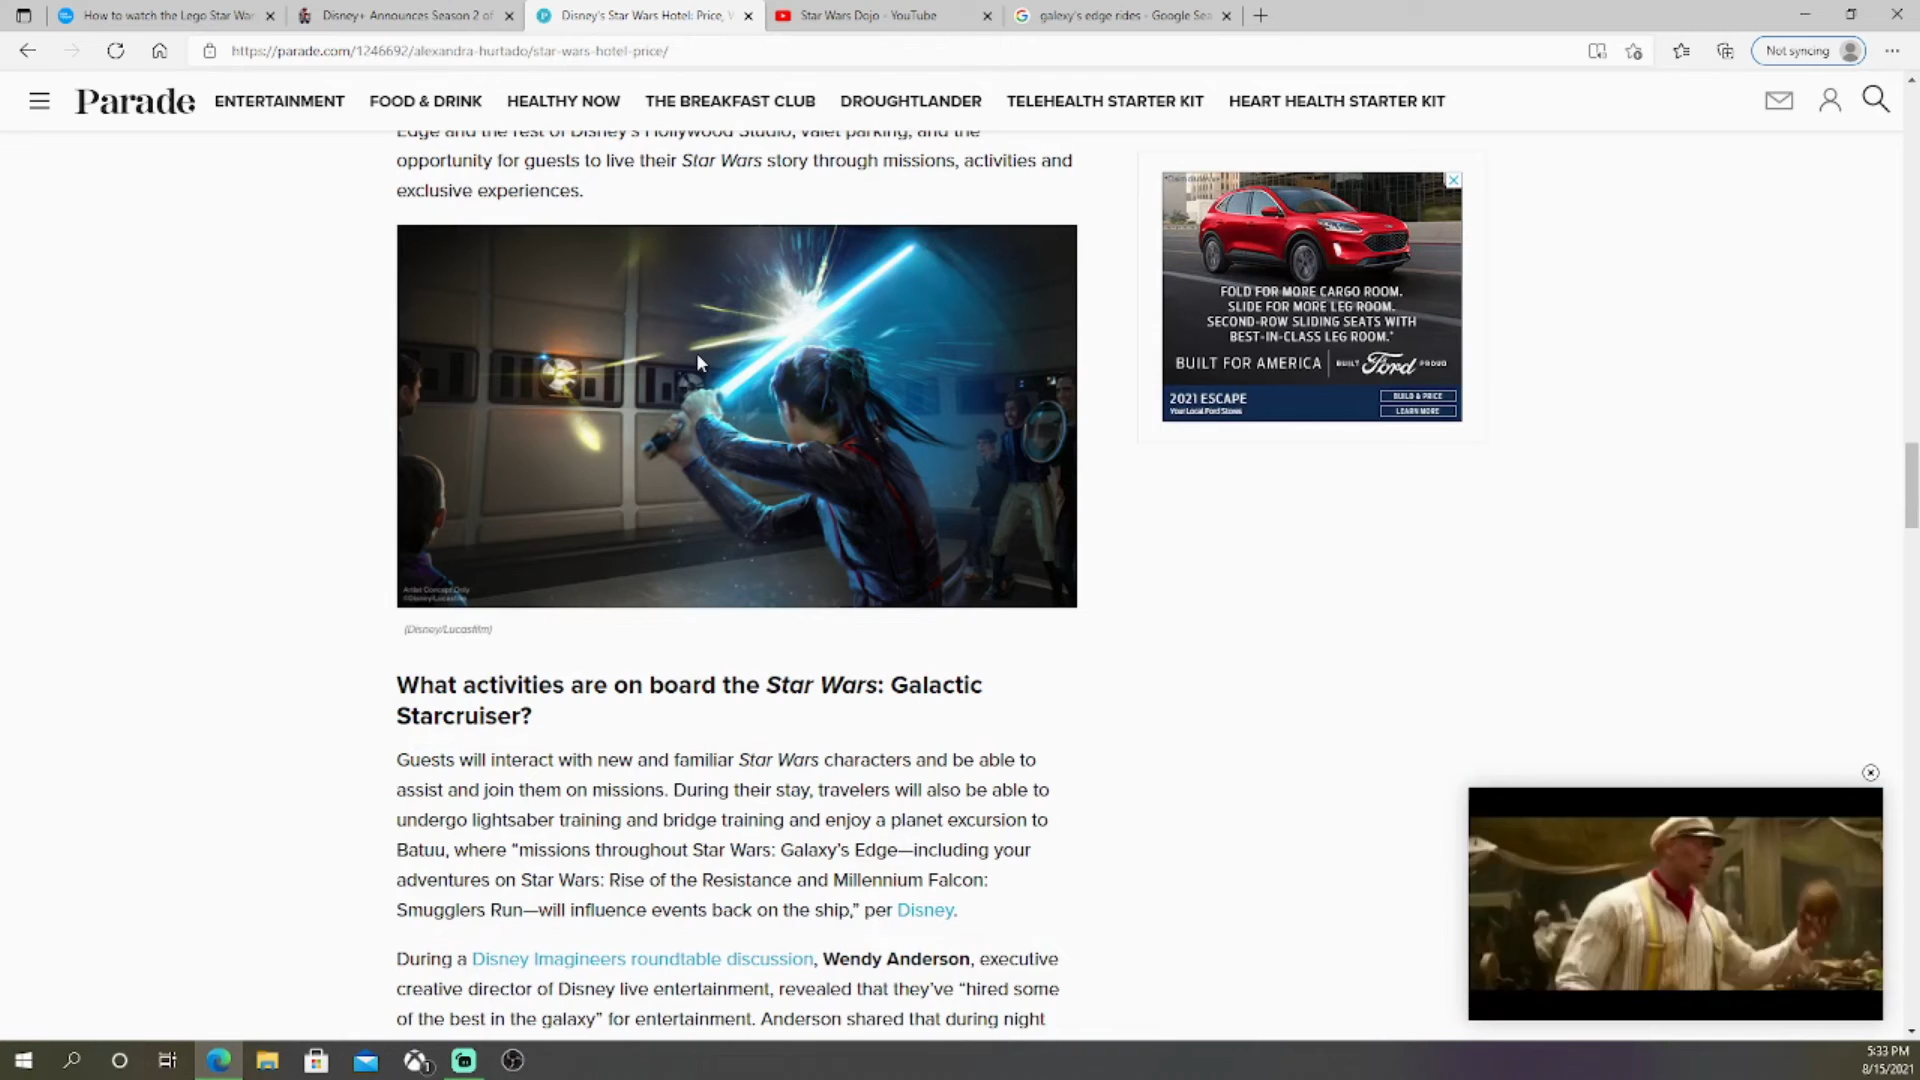 How to watch the Lego Star War
Disney+ Announces Season 2 of
Disney's Star Wars Hotel: Price, V
Star Wars Dojo - YouTube
galexy's edge rides - Google Sea
https://parade.com/1246692/alexandra-hurtado/star-wars-hotel-price/
Not syncing
Parade
ENTERTAINMENT
FOOD & DRINK
HEALTHY NOW
THE BREAKFAST CLUB
DROUGHTLANDER
TELEHEALTH STARTER KIT
HEART HEALTH STARTER KIT
Edge and the rest of Disney's Hollywood Studio, valet parking, and the
opportunity for guests to live their Star Wars story through missions, activities and
exclusive experiences.
Artist Concept Only
©Disney/Lucasfilm
(Disney/Lucasfilm)
FOLD FOR MORE CARGO ROOM.
SLIDE FOR MORE LEG ROOM.
SECOND-ROW SLIDING SEATS WITH
BEST-IN-CLASS LEG ROOM.*
BUILT FOR AMERICA
BUILT Ford PROUD
2021 ESCAPE
Your Local Ford Stores
BUILD & PRICE
LEARN MORE
What activities are on board the Star Wars: Galactic
Starcruiser?
Guests will interact with new and familiar Star Wars characters and be able to
assist and join them on missions. During their stay, travelers will also be able to
undergo lightsaber training and bridge training and enjoy a planet excursion to
Batuu, where “missions throughout Star Wars: Galaxy’s Edge—including your
adventures on Star Wars: Rise of the Resistance and Millennium Falcon:
Smugglers Run—will influence events back on the ship,” per Disney.
During a Disney Imagineers roundtable discussion, Wendy Anderson, executive
creative director of Disney live entertainment, revealed that they’ve “hired some
of the best in the galaxy” for entertainment. Anderson shared that during night
1
5:33 PM
8/15/2021